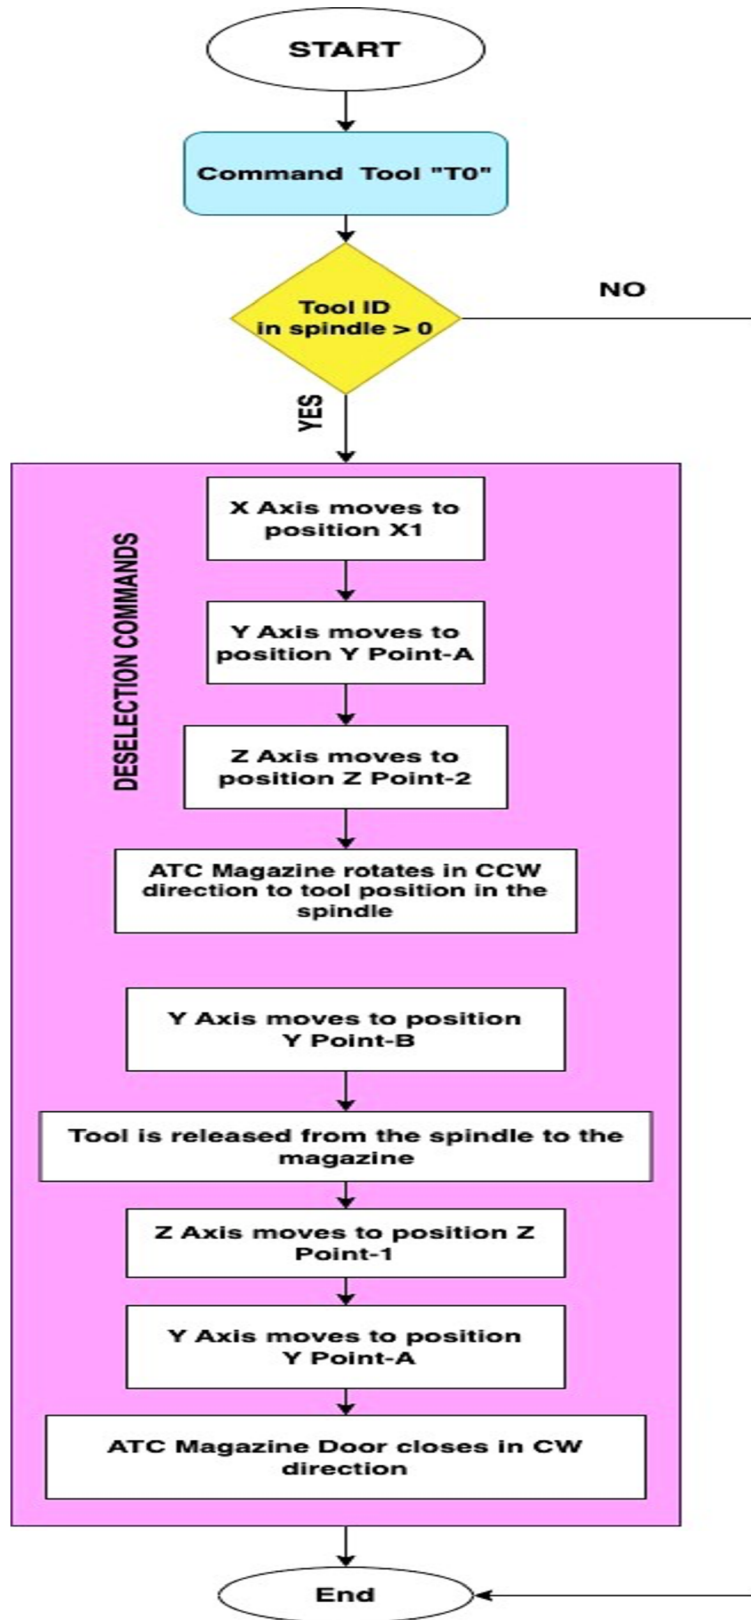 START
Command Tool "T0"
Tool ID
in spindle > 0
NO
YES
DESELECTION COMMANDS
X Axis moves to
position X1
Y Axis moves to
position Y Point-A
Z Axis moves to
position Z Point-2
ATC Magazine rotates in CCW
direction to tool position in the
spindle
Y Axis moves to position
Y Point-B
Tool is released from the spindle to the
magazine
Z Axis moves to position Z
Point-1
Y Axis moves to position
Y Point-A
ATC Magazine Door closes in CW
direction
End